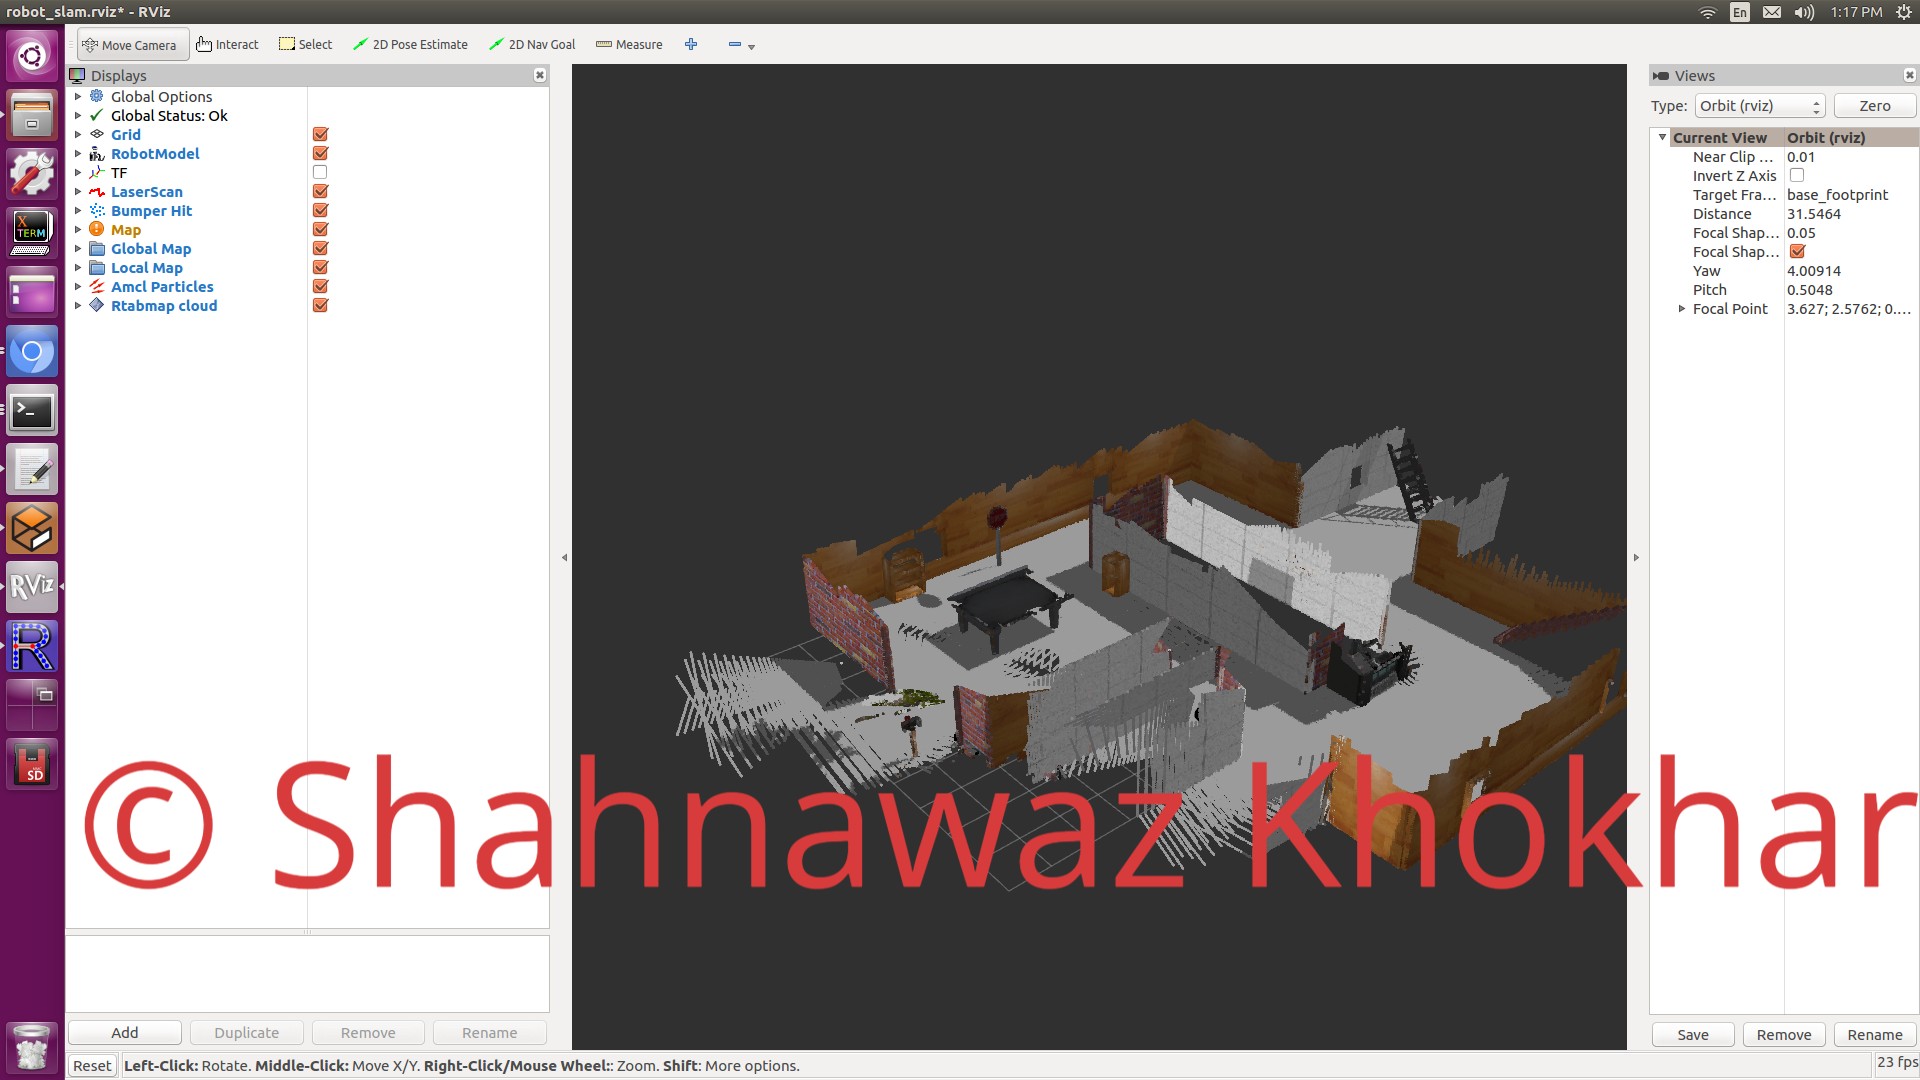 robot_slam.rviz* - RViz
En
1:17 PM
Move Camera
Interact
Select
2D Pose Estimate
2D Nav Goal
Measure
Displays
Global Options
Global Status: Ok
Grid
RobotModel
TF
LaserScan
Bumper Hit
Map
Global Map
Local Map
Amcl Particles
Rtabmap cloud
Add
Duplicate
Remove
Rename
Views
Type:
Orbit (rviz)
Zero
Current View Orbit (rviz)
Near Clip ... 0.01
Invert Z Axis
Target Fra... base_footprint
Distance 31.5464
Focal Shap... 0.05
Focal Shap...
Yaw 4.00914
Pitch 0.5048
Focal Point 3.627; 2.5762; 0....
Save
Remove
Rename
X
TERM
RViz
R
SD
© Shahnawaz Khokhar
Reset
Left-Click: Rotate. Middle-Click: Move X/Y. Right-Click/Mouse Wheel:: Zoom. Shift: More options.
23 fps